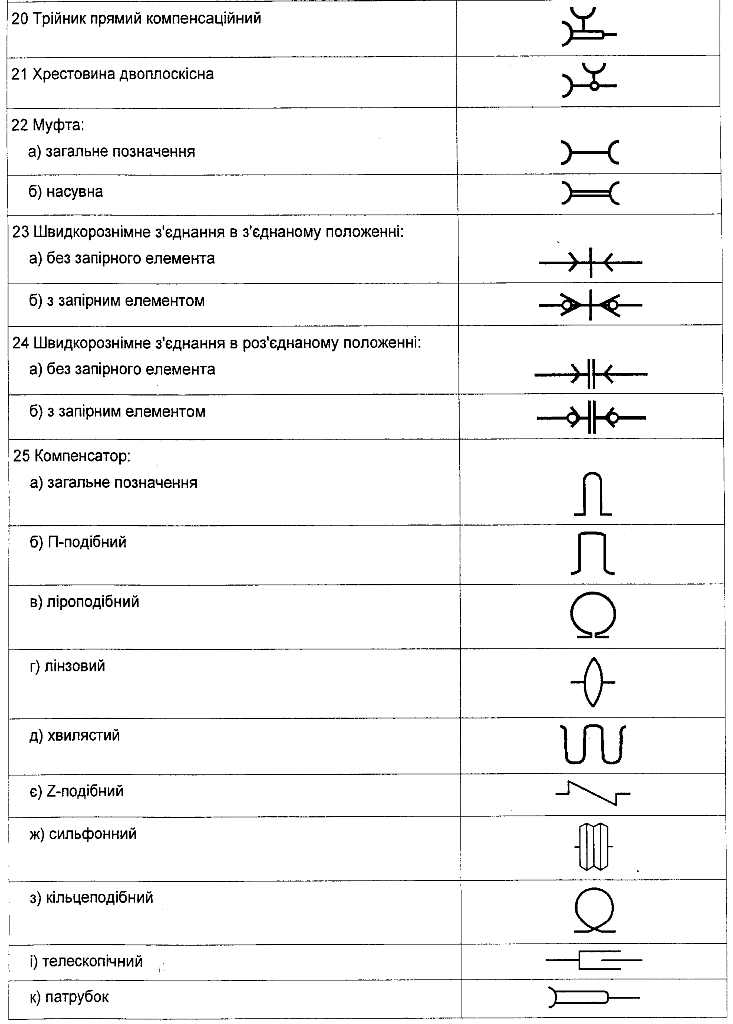 20 Трійник прямий компенсаційний
21 Хрестовина двоплоскісна
22 Муфта:
а) загальне позначення
б) насувна
23 Швидкорознімне з'єднання в з'єднаному положенні:
а) без запірного елемента
б) з запірним елементом
24 Швидкорознімне з'єднання в роз'єднаному положенні:
а) без запірного елемента
б) з запірним елементом
25 Компенсатор:
а) загальне позначення
б) П-подібний
в) ліроподібний
г) лінзовий
д) хвилястий
є) Z-подібний
ж) сильфонний
з) кільцеподібний
і) телескопічний
к) патрубок